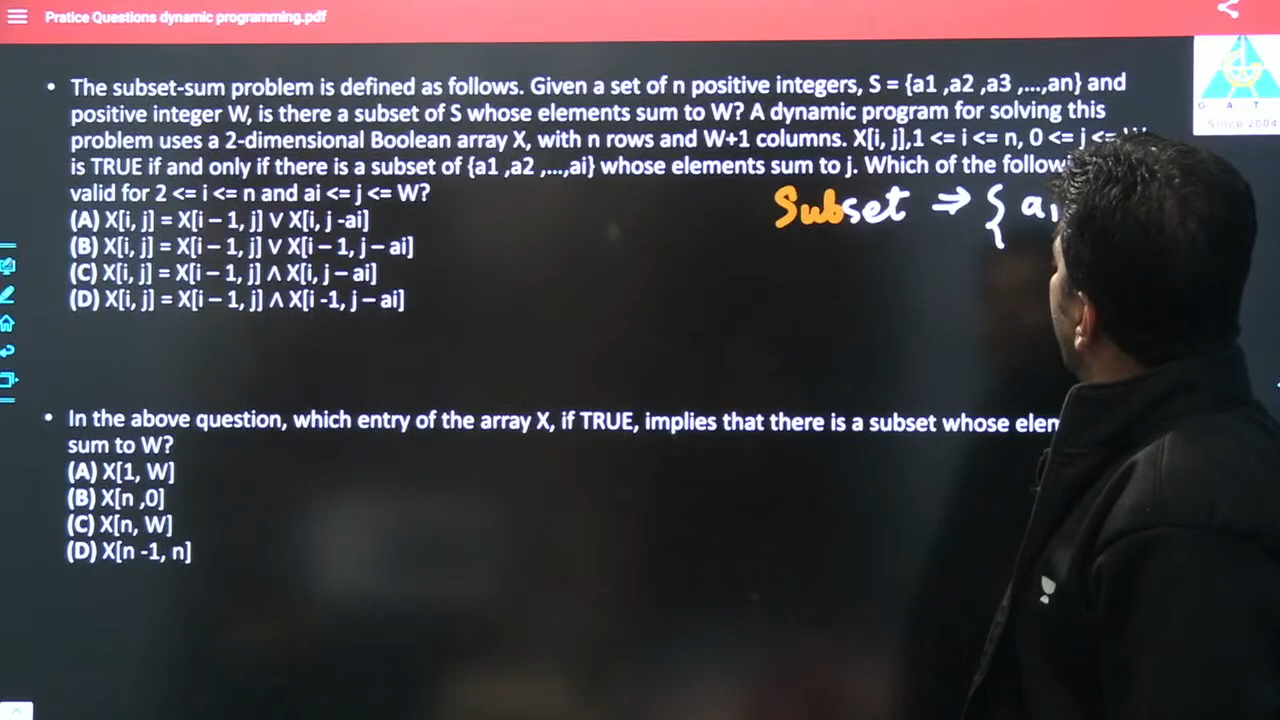 Pratice Questions dynamic programming.pdf
• The subset-sum problem is defined as follows. Given a set of n positive integers, S = {a1 ,a2 ,a3 ,...,an} and
positive integer W, is there a subset of S whose elements sum to W? A dynamic program for solving this
problem uses a 2-dimensional Boolean array X, with n rows and W+1 columns. X[i, j],1 <= i <= n, 0 <= j <=
is TRUE if and only if there is a subset of {a1 ,a2 ,...,ai} whose elements sum to j. Which of the
valid for 2 <= i <= n and ai <= j <= W?
Subset ⇒ { a1
(A) X[i, j] = X[i – 1, j] V X[i, j -ai]
(B) X[i, j] = X[i – 1, j] V X[i – 1, j – ai]
(C) X[i, j] = X[i – 1, j] Λ X[i, j – ai]
(D) X[i, j] = X[i – 1, j] Λ X[i -1, j – ai]
• In the above question, which entry of the array X, if TRUE, implies that there is a subset whose
sum to W?
(A) X[1, W]
(B) X[n ,0]
(C) X[n, W]
(D) X[n -1, n]
G A T
Since 2004